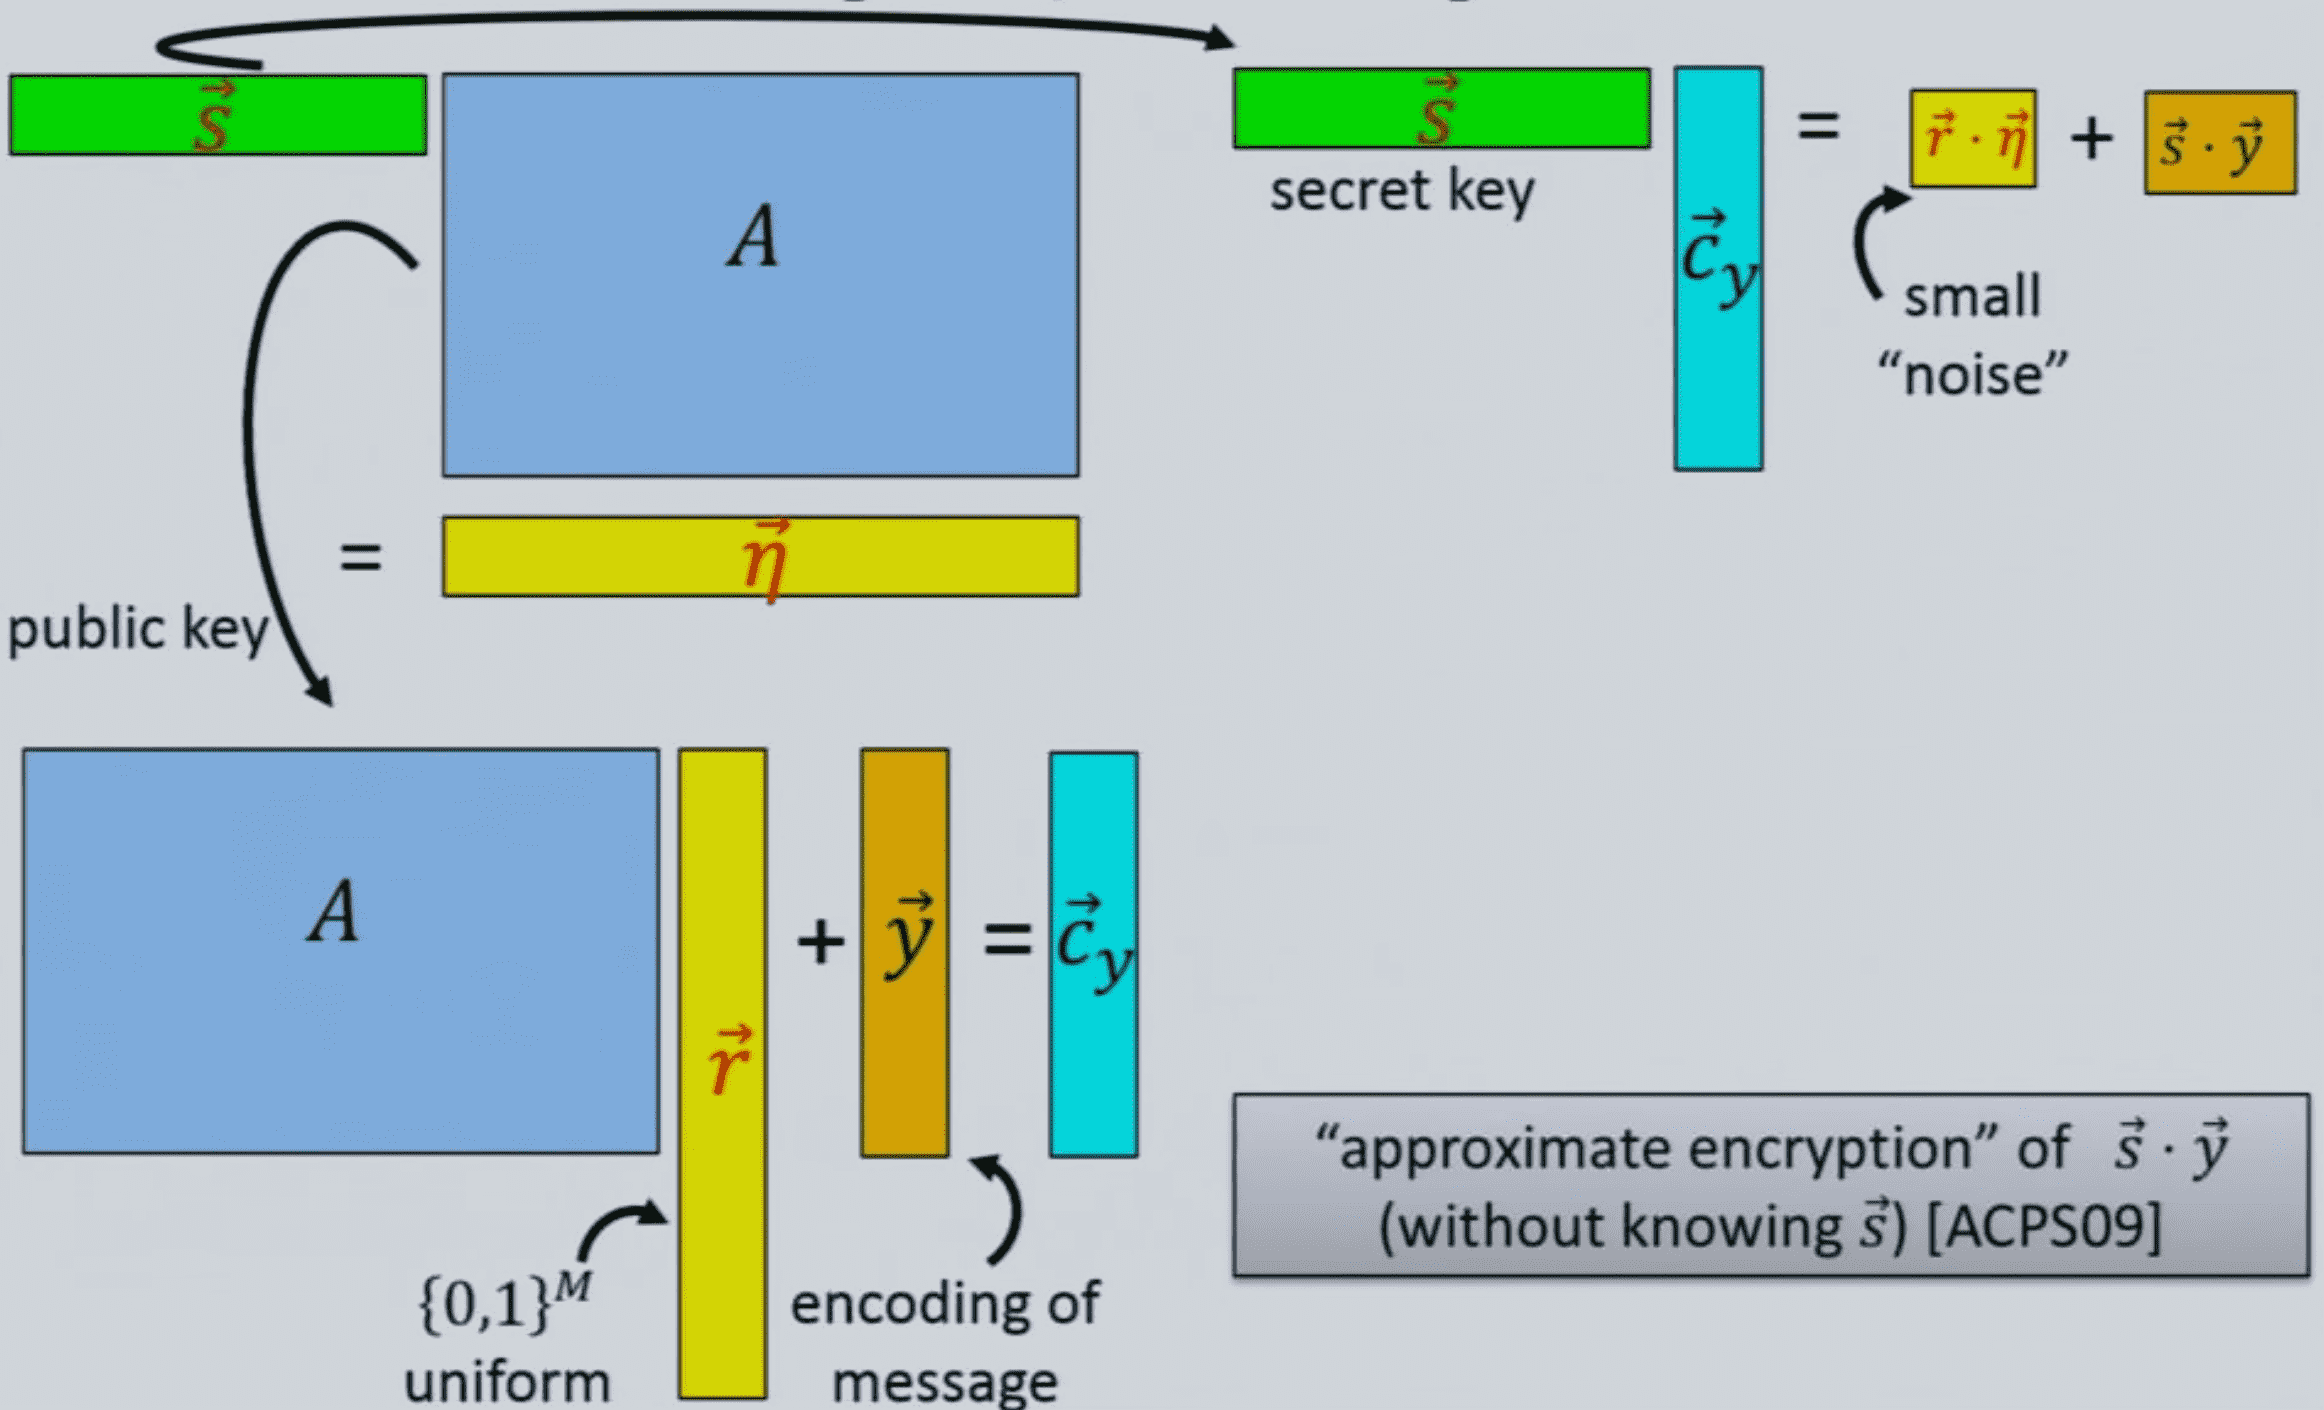 $\vec{s}$
$A$
= $\vec{\eta}$
public key
$A$ $\vec{r}$ + $\vec{y}$ = $\vec{c}_y$
$\{0,1\}^M$
uniform
encoding of
message
$\vec{s}$ $\vec{c}_y$ = $\vec{r} \cdot \vec{\eta}$ + $\vec{s} \cdot \vec{y}$
secret key
small
“noise”
“approximate encryption” of $\vec{s} \cdot \vec{y}$
(without knowing $\vec{s}$) [ACPS09]